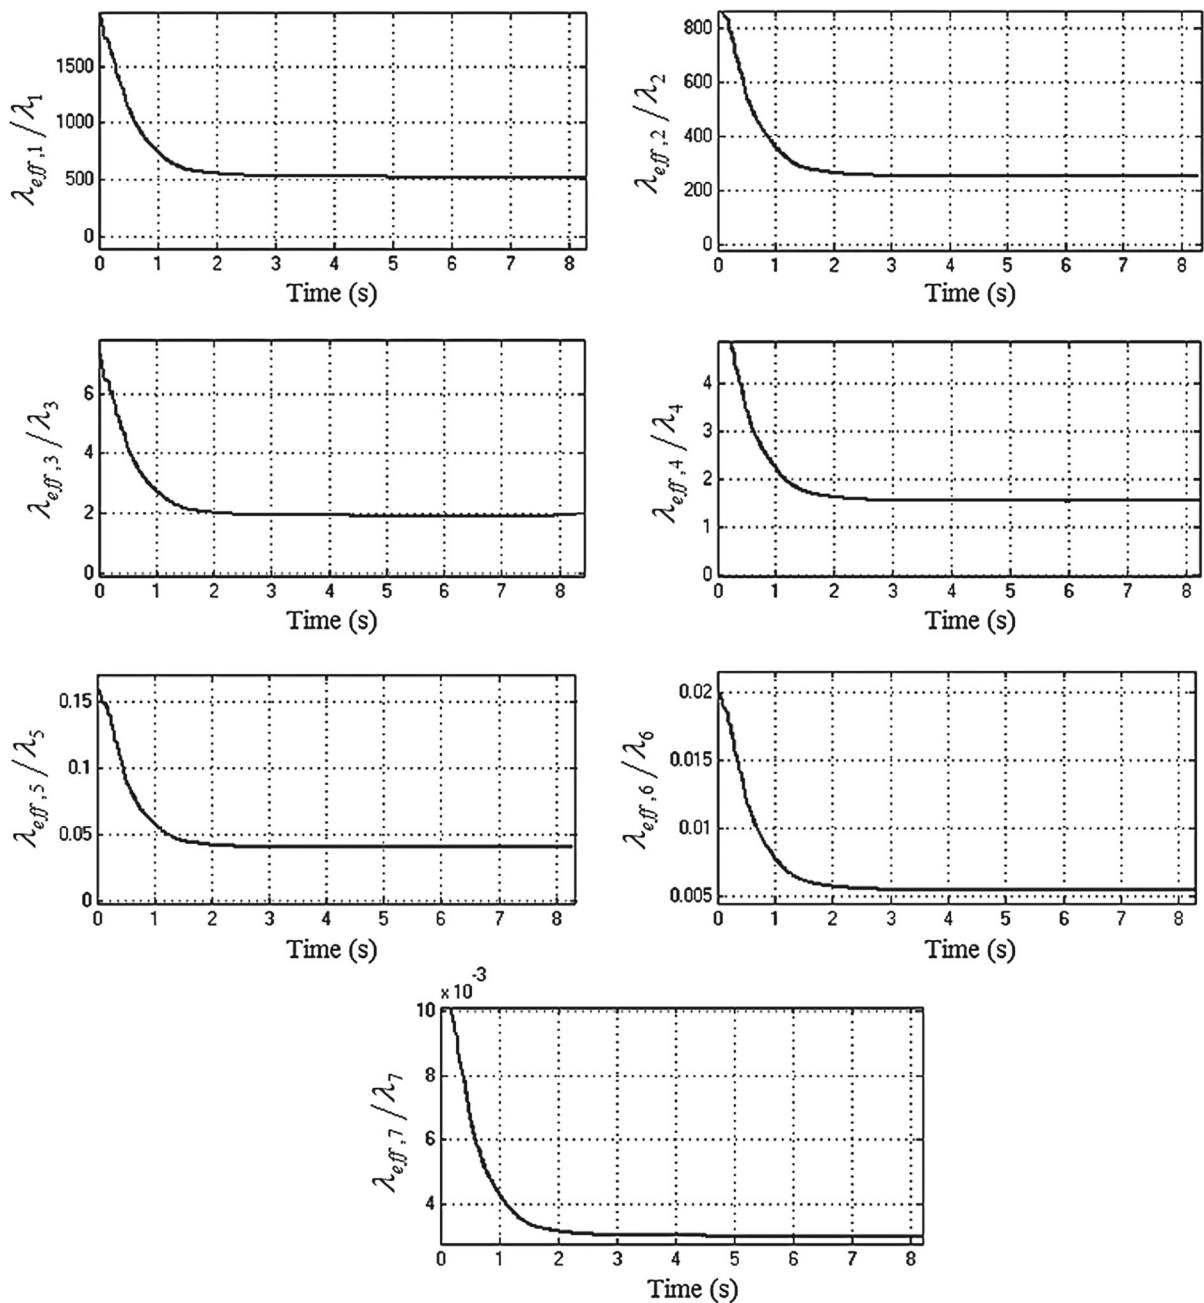 λeff,1 / λ1
1500
1000
500
0
0 1 2 3 4 5 6 7 8
Time (s)
λeff,2 / λ2
800
600
400
200
0
0 1 2 3 4 5 6 7 8
Time (s)
λeff,3 / λ3
6
4
2
0
0 1 2 3 4 5 6 7 8
Time (s)
λeff,4 / λ4
4
3
2
1
0
0 1 2 3 4 5 6 7 8
Time (s)
λeff,5 / λ5
0.15
0.1
0.05
0
0 1 2 3 4 5 6 7 8
Time (s)
λeff,6 / λ6
0.02
0.015
0.01
0.005
0 1 2 3 4 5 6 7 8
Time (s)
x 10-3
λeff,7 / λ7
10
8
6
4
0 1 2 3 4 5 6 7 8
Time (s)